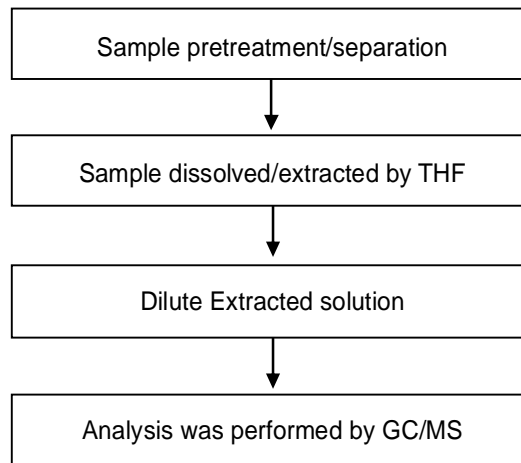 Sample pretreatment/separation
Sample dissolved/extracted by THF
Dilute Extracted solution
Analysis was performed by GC/MS